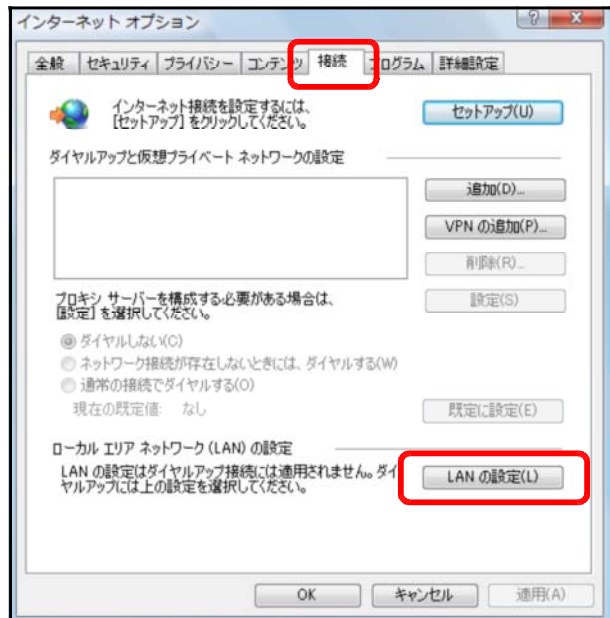 インターネット オプション
全般 セキュリティ プライバシー コンテンツ 接続 プログラム 詳細設定
インターネット接続を設定するには、
[セットアップ] をクリックしてください。
セットアップ(U)
ダイヤルアップと仮想プライベート ネットワークの設定
追加(D)...
VPN の追加(P)...
削除(R)...
プロキシ サーバーを構成する必要がある場合は、
[設定] を選択してください。
設定(S)
ダイヤルしない(C)
ネットワーク接続が存在しないときには、ダイヤルする(W)
通常の接続でダイヤルする(O)
現在の既定値: なし
既定に設定(E)
ローカル エリア ネットワーク (LAN) の設定
LAN の設定はダイヤルアップ接続には適用されません。ダイ
ヤルアップには上の設定を選択してください。
LAN の設定(L)
OK キャンセル 適用(A)